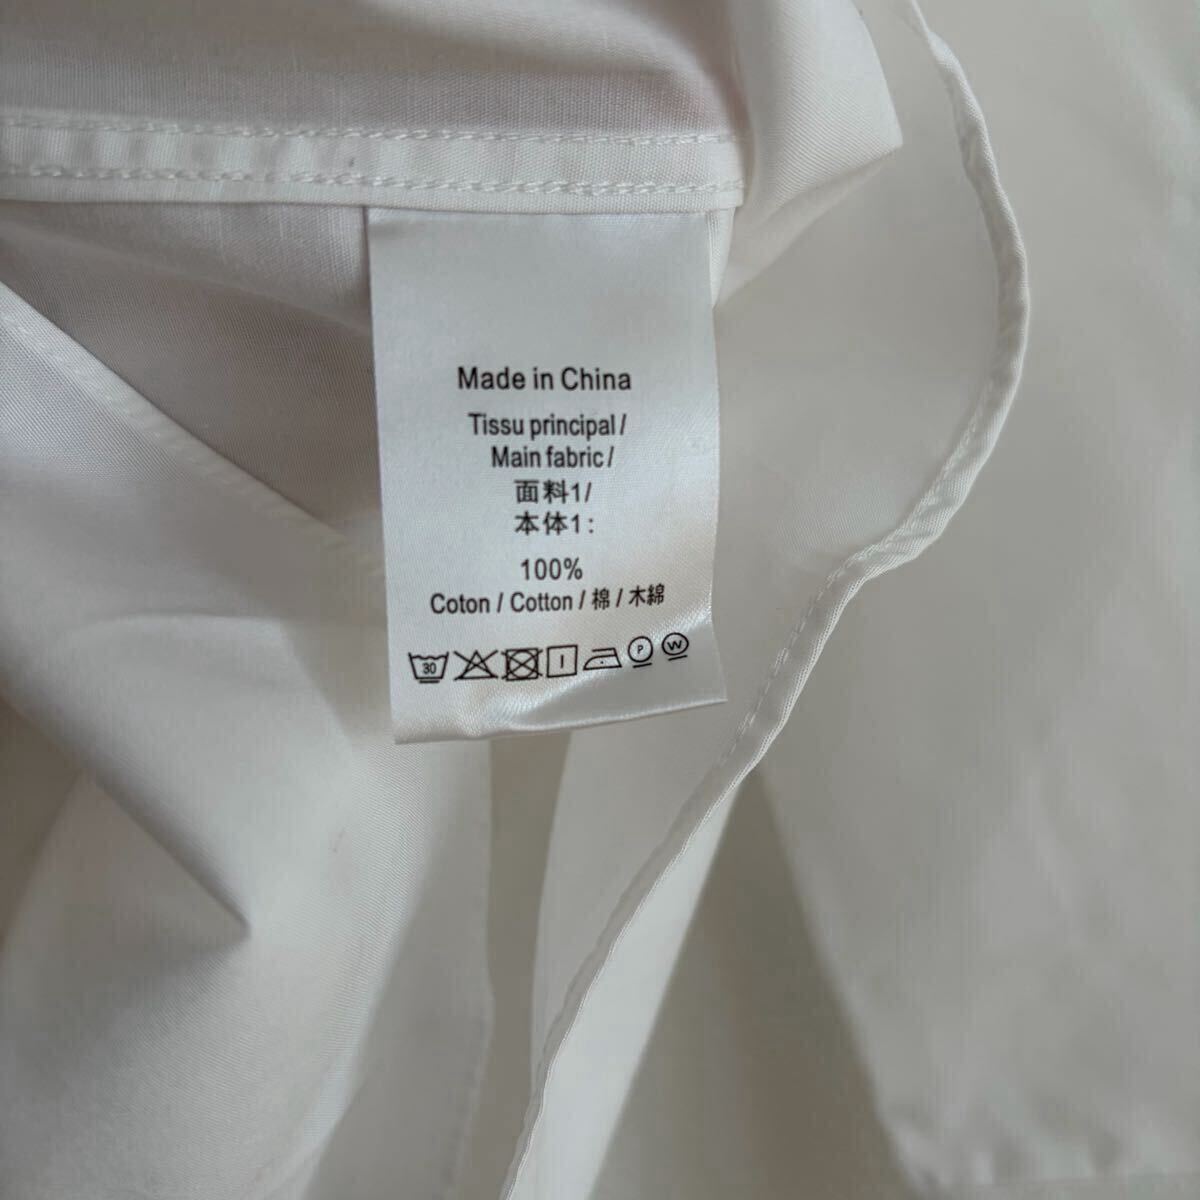 Made in China
Tissu principal /
Main fabric /
面料1/
本体1:
100%
Coton / Cotton / 棉 / 木綿
30 P W